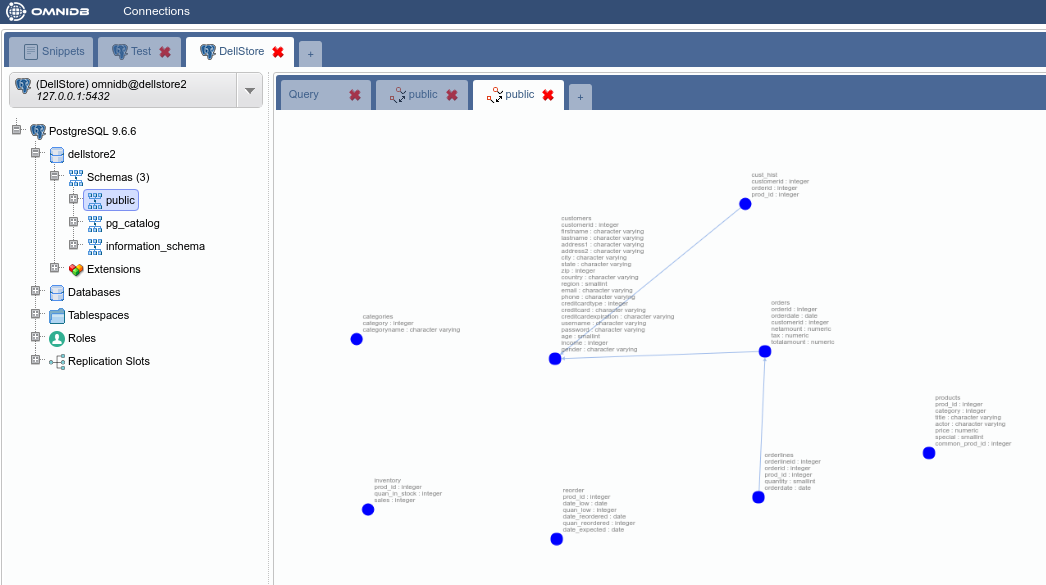 OMNIDB Connections
Snippets Test DellStore +
(DellStore) omnidb@dellstore2
127.0.0.1:5432
Query public public +
PostgreSQL 9.6.6
dellstore2
Schemas (3)
public
pg_catalog
information_schema
Extensions
Databases
Tablespaces
Roles
Replication Slots
cust_hist
customerid : integer
orderid : integer
prod_id : integer
customers
customerid : integer
firstname : character varying
lastname : character varying
address1 : character varying
address2 : character varying
city : character varying
state : character varying
zip : integer
country : character varying
region : smallint
email : character varying
phone : character varying
creditcardtype : integer
creditcard : character varying
creditcardexpiration : character varying
username : character varying
password : character varying
age : smallint
income : integer
gender : character varying
orders
orderid : integer
orderdate : date
customerid : integer
netamount : numeric
tax : numeric
totalamount : numeric
categories
category : integer
categoryname : character varying
products
prod_id : integer
category : integer
title : character varying
actor : character varying
price : numeric
special : smallint
common_prod_id : integer
orderlines
orderlineid : integer
orderid : integer
prod_id : integer
quantity : smallint
orderdate : date
inventory
prod_id : integer
quan_in_stock : integer
sales : integer
reorder
prod_id : integer
date_low : date
quan_low : integer
date_reordered : date
quan_reordered : integer
date_expected : date